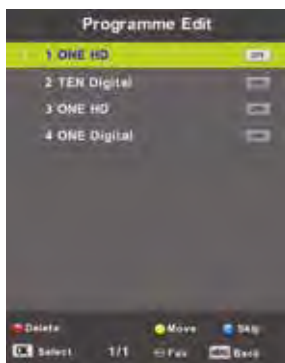 Programme Edit
1 ONE HD
2 TEN Digital
3 ONE HD
4 ONE Digital
Delete Move Skip
OK Select 1/1 Fav Back